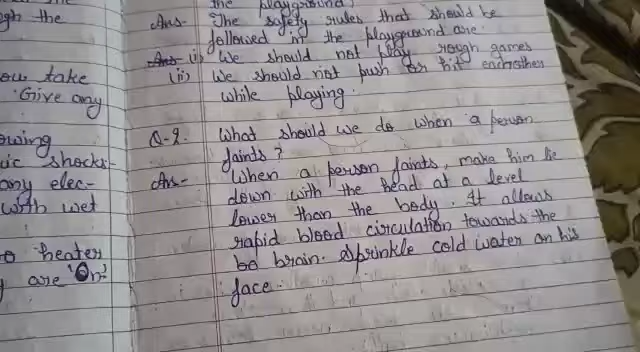 the playground.
Ans- The safety rules that should be
followed in the playground are.
Ans (i) We should not play rough games
(ii) We should not push or hit eachother
while playing.
Q-2. What should we do when a person
faints?
Ans- When a person faints, make him lie
down with the head at a level
lower than the body. It allows
rapid blood circulation towards the
bo brain. Sprinkle cold water on his
face.
gh the
ou take
Give any
owing
ic shocks-
any elec-
with wet
o heater
are 'On'